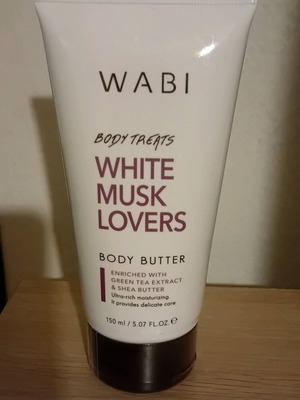 WABI
BODY TREATS
WHITE
MUSK
LOVERS
BODY BUTTER
ENRICHED WITH
GREEN TEA EXTRACT
& SHEA BUTTER
Ultra-rich moisturizing.
It provides delicate care
150 ml / 5.07 FL.OZ. ℮